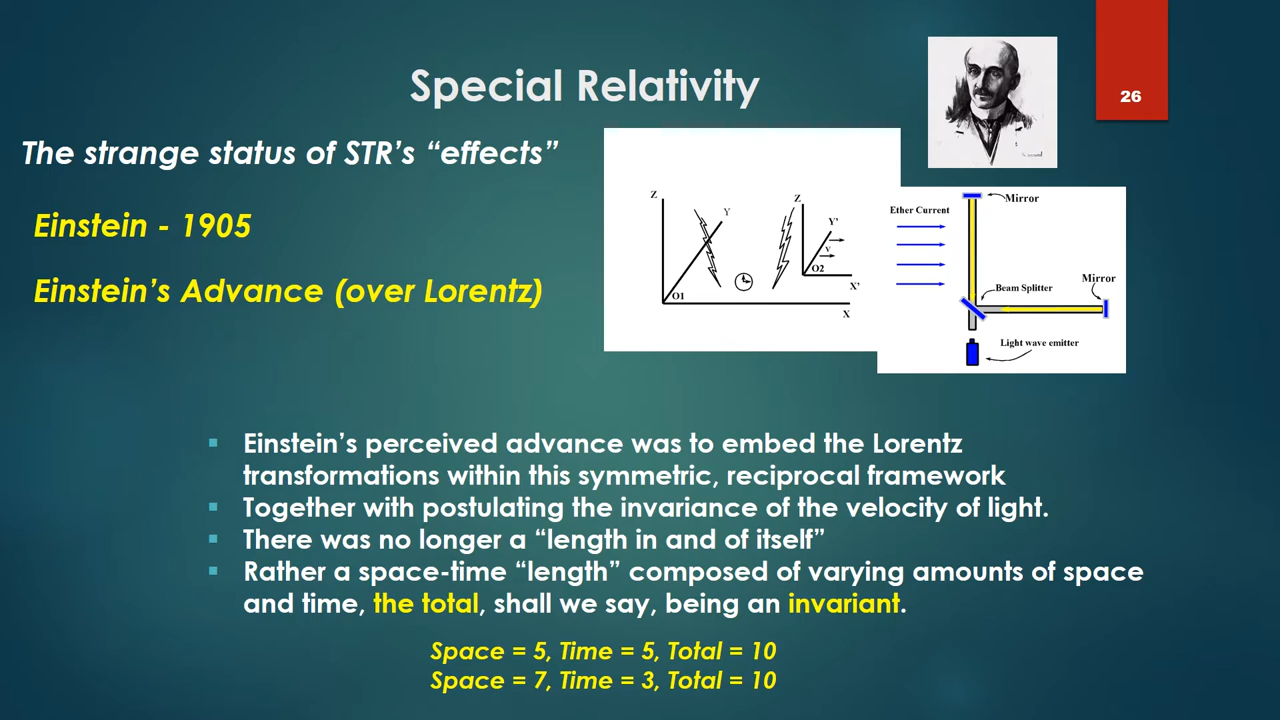 Special Relativity
26
The strange status of STR's “effects”
Einstein - 1905
Einstein's Advance (over Lorentz)
Z
Y
O1
X
Z
Y'
v
O2
X'
Mirror
Ether Current
Mirror
Beam Splitter
Light wave emitter
▪ Einstein's perceived advance was to embed the Lorentz
transformations within this symmetric, reciprocal framework
▪ Together with postulating the invariance of the velocity of light.
▪ There was no longer a “length in and of itself”
▪ Rather a space-time “length” composed of varying amounts of space
and time, the total, shall we say, being an invariant.
Space = 5, Time = 5, Total = 10
Space = 7, Time = 3, Total = 10